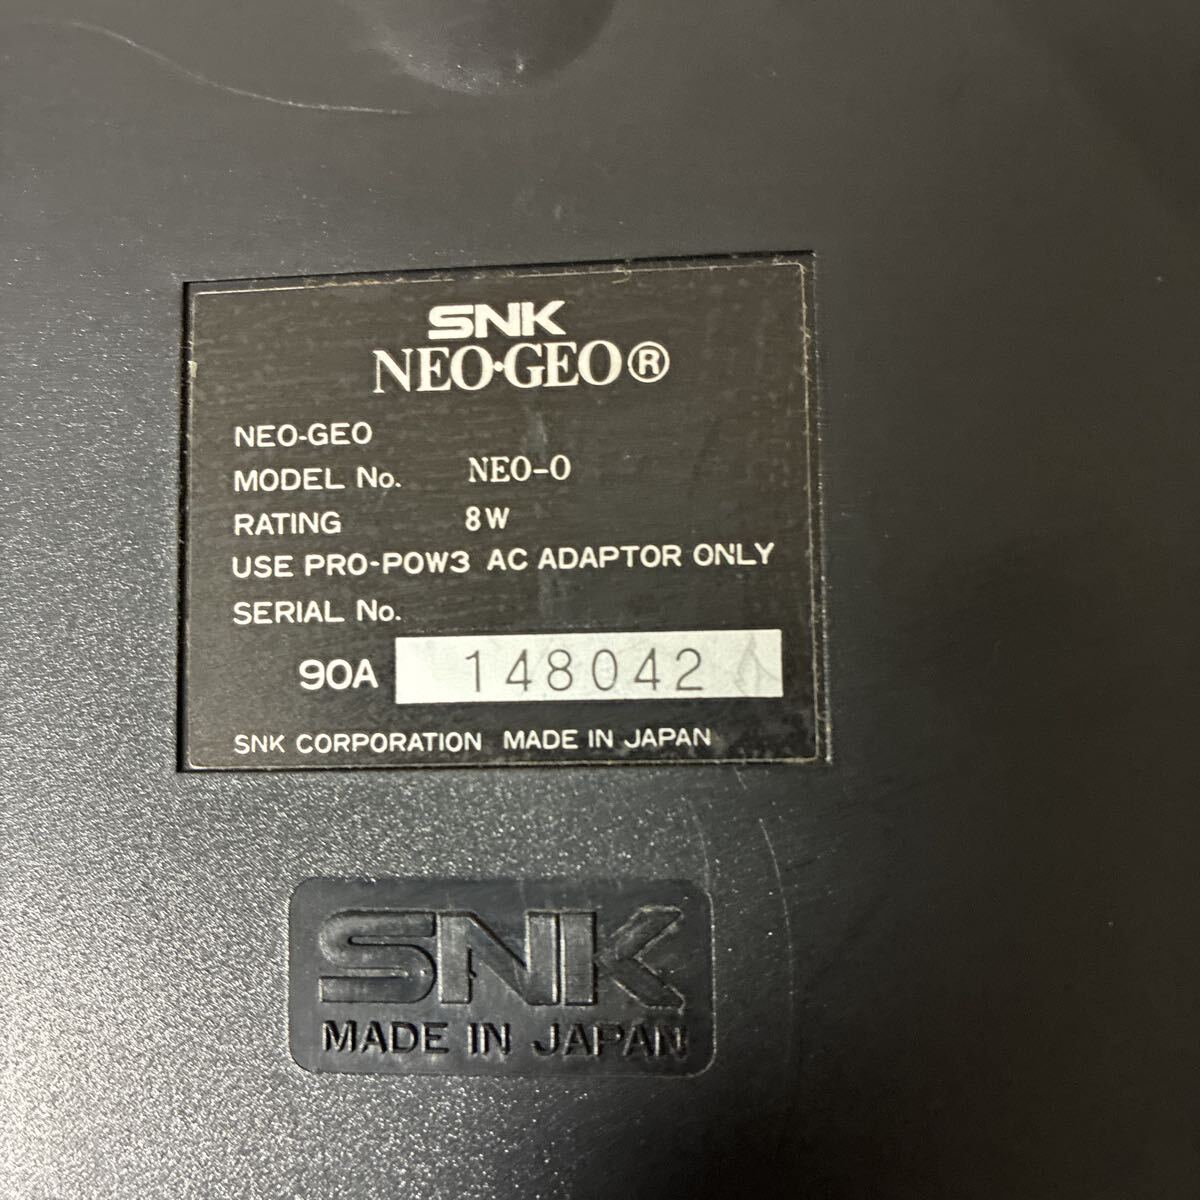 SNK
NEO·GEO®
NEO-GEO
MODEL No. NEO-O
RATING 8W
USE PRO-POW3 AC ADAPTOR ONLY
SERIAL No.
90A 148042
SNK CORPORATION MADE IN JAPAN
SNK
MADE IN JAPAN